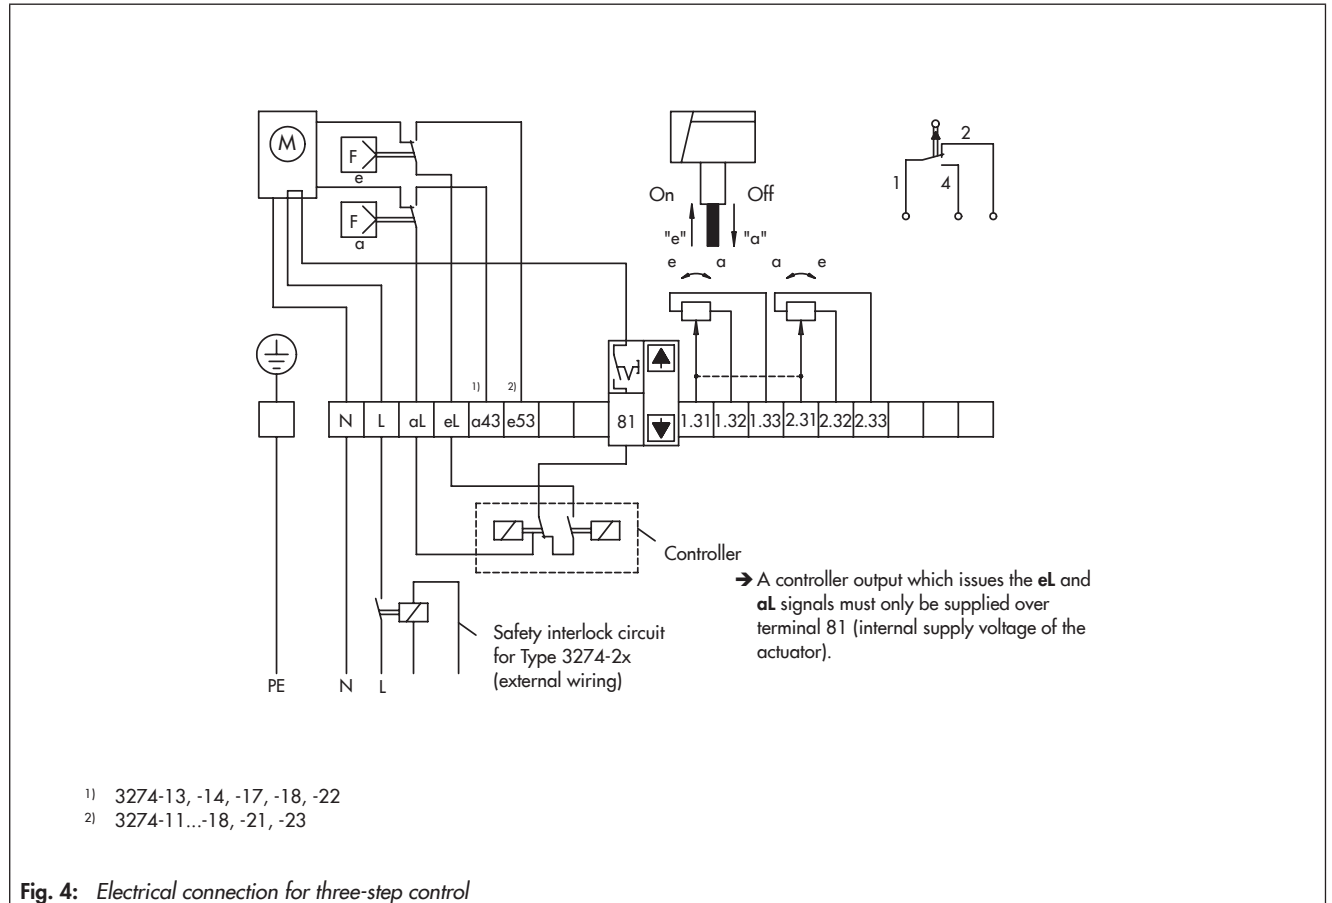 M
F
e
F
a
On
Off
"e"
"a"
e
a
a
e
2
1
4
1)
2)
N
L
aL
eL
a43
e53
81
1.31
1.32
1.33
2.31
2.32
2.33
Controller
➔ A controller output which issues the eL and
aL signals must only be supplied over
terminal 81 (internal supply voltage of the
actuator).
Safety interlock circuit
for Type 3274-2x
(external wiring)
PE
N
L
1) 3274-13, -14, -17, -18, -22
2) 3274-11...-18, -21, -23
Fig. 4: Electrical connection for three-step control